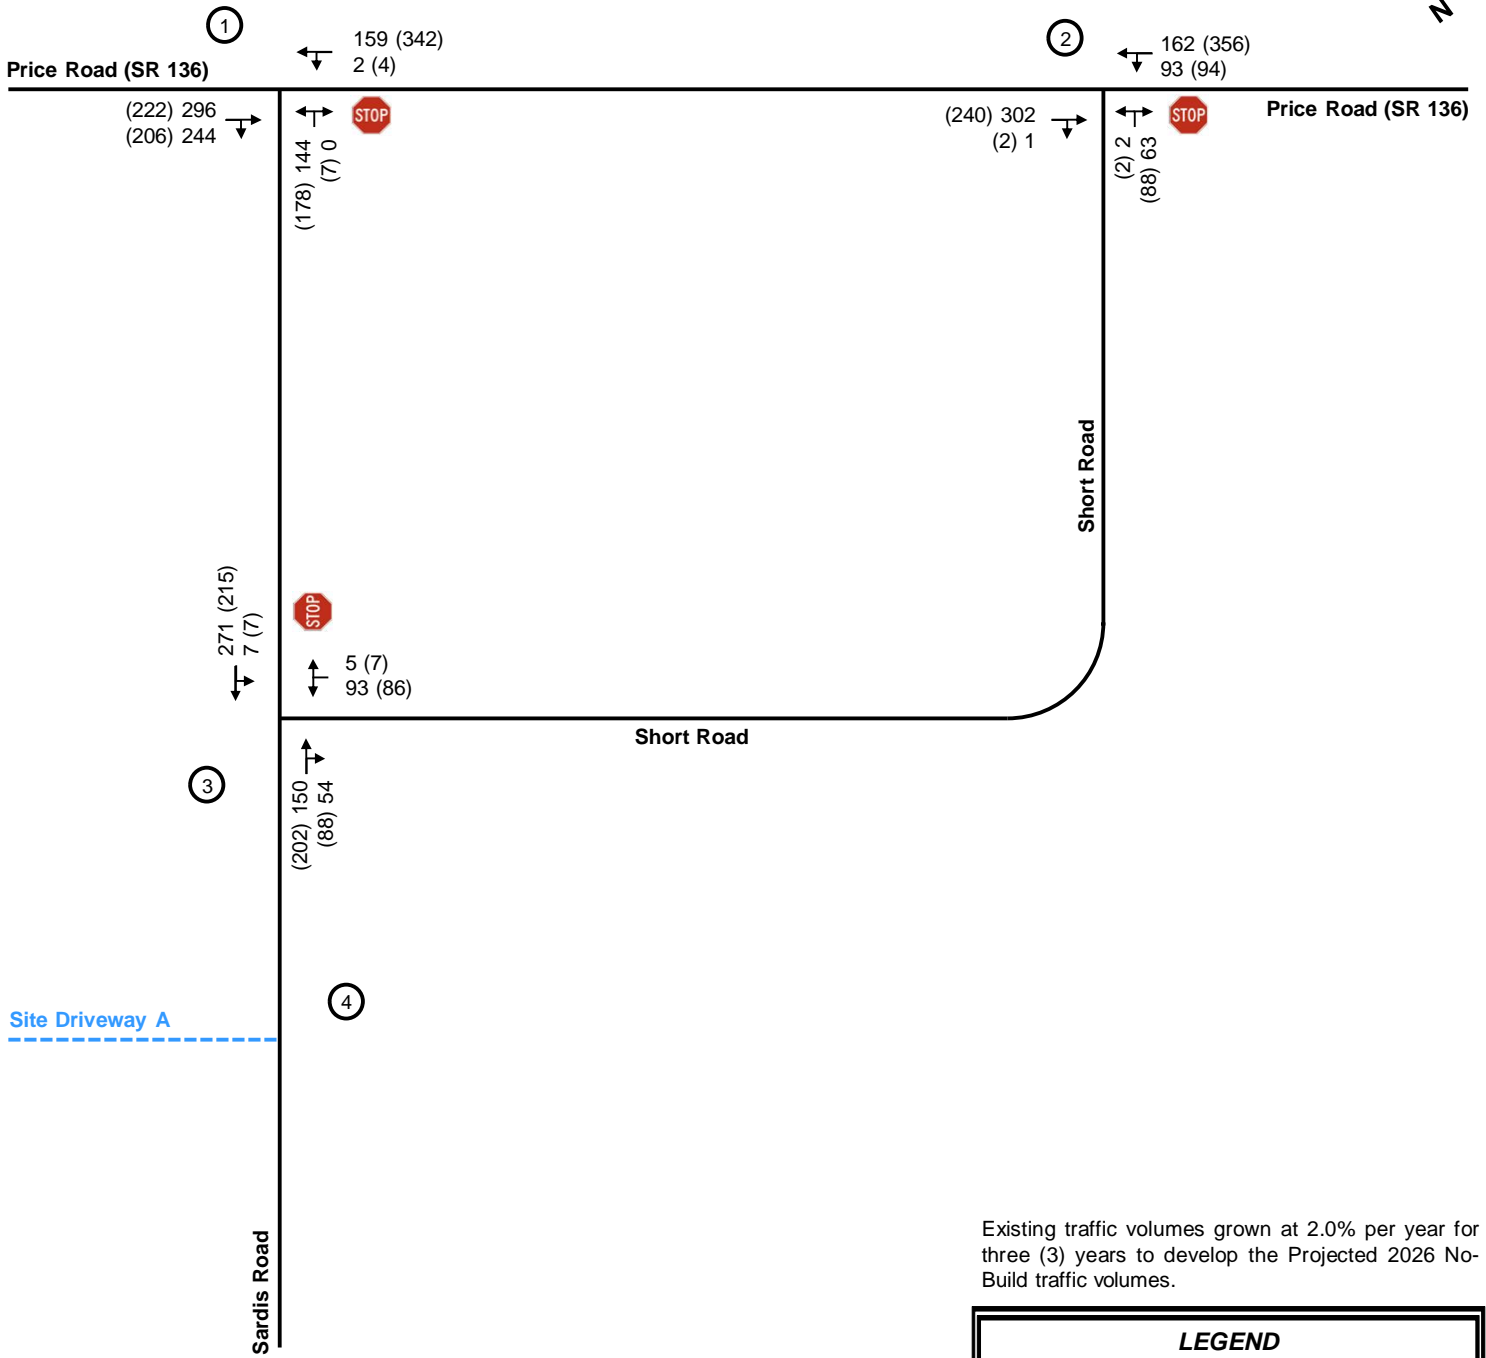 N
1
159 (342)
2 (4)
2
162 (356)
93 (94)
Price Road (SR 136)
(222) 296
(206) 244
(178) 144
(7) 0
STOP
(240) 302
(2) 1
(2) 2
(88) 63
STOP
Price Road (SR 136)
Short Road
271 (215)
7 (7)
STOP
5 (7)
93 (86)
Short Road
3
(202) 150
(88) 54
4
Site Driveway A
Sardis Road
Existing traffic volumes grown at 2.0% per year for
three (3) years to develop the Projected 2026 No-
Build traffic volumes.
LEGEND